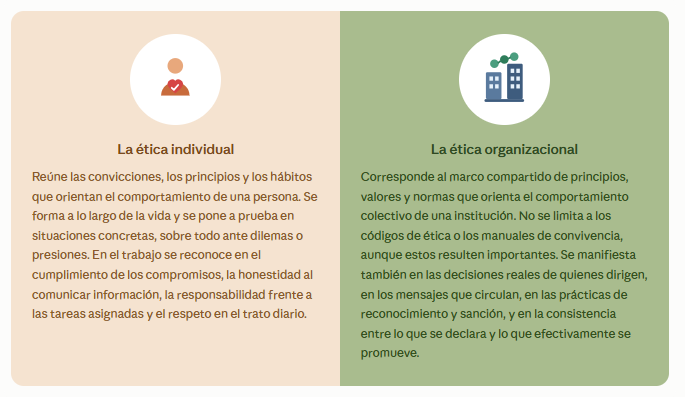 La ética individual
Reúne las convicciones, los principios y los hábitos
que orientan el comportamiento de una persona. Se
forma a lo largo de la vida y se pone a prueba en
situaciones concretas, sobre todo ante dilemas o
presiones. En el trabajo se reconoce en el
cumplimiento de los compromisos, la honestidad al
comunicar información, la responsabilidad frente a
las tareas asignadas y el respeto en el trato diario.
La ética organizacional
Corresponde al marco compartido de principios,
valores y normas que orienta el comportamiento
colectivo de una institución. No se limita a los
códigos de ética o los manuales de convivencia,
aunque estos resulten importantes. Se manifiesta
también en las decisiones reales de quienes dirigen,
en los mensajes que circulan, en las prácticas de
reconocimiento y sanción, y en la consistencia
entre lo que se declara y lo que efectivamente se
promueve.